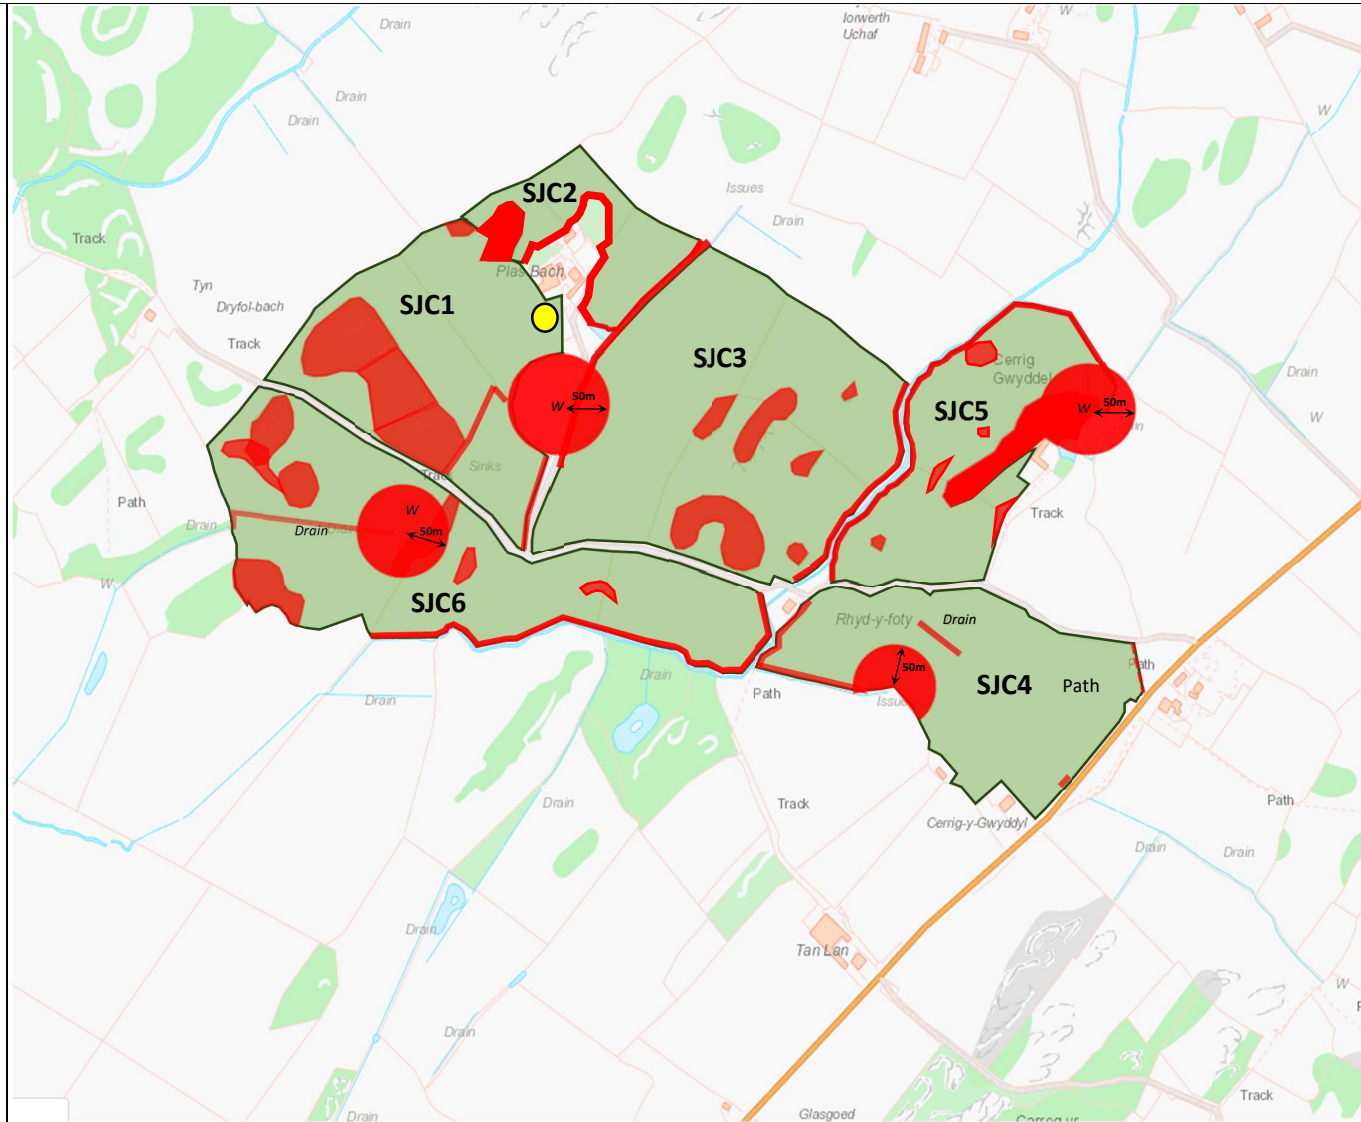 Drain
Iorwerth
Uchaf
W
Drain
Drain
W
SJC2
Issues
Drain
Track
Plas Bach
Tyn
Dryfol-bach
SJC1
Track
SJC3
Cerrig
Gwyddel
Drain
50m
W
SJC5
W
50m
W
Sinks
Path
W
Track
Drain
Drain
50m
W
SJC6
Rhyd-y-foty
Drain
50m
Path
SJC4
Path
Drain
Path
Issue
Drain
Track
Drain
Path
Cerrig-y-Gwyddyl
Drain
Drain
Drain
Tan Lan
W
Drain
Track
Glasgoed
Drain